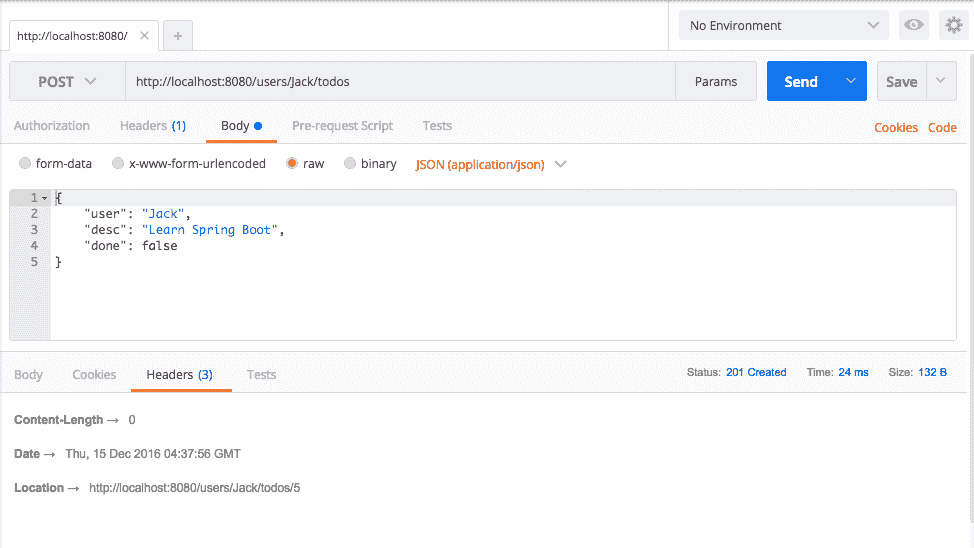 http://localhost:8080/ × + No Environment
POST http://localhost:8080/users/Jack/todos Params Send Save
Authorization Headers (1) Body Pre-request Script Tests Cookies Code
form-data x-www-form-urlencoded raw binary JSON (application/json)
1 {
2 "user": "Jack",
3 "desc": "Learn Spring Boot",
4 "done": false
5 }
Body Cookies Headers (3) Tests Status: 201 Created Time: 24 ms Size: 132 B
Content-Length → 0
Date → Thu, 15 Dec 2016 04:37:56 GMT
Location → http://localhost:8080/users/Jack/todos/5